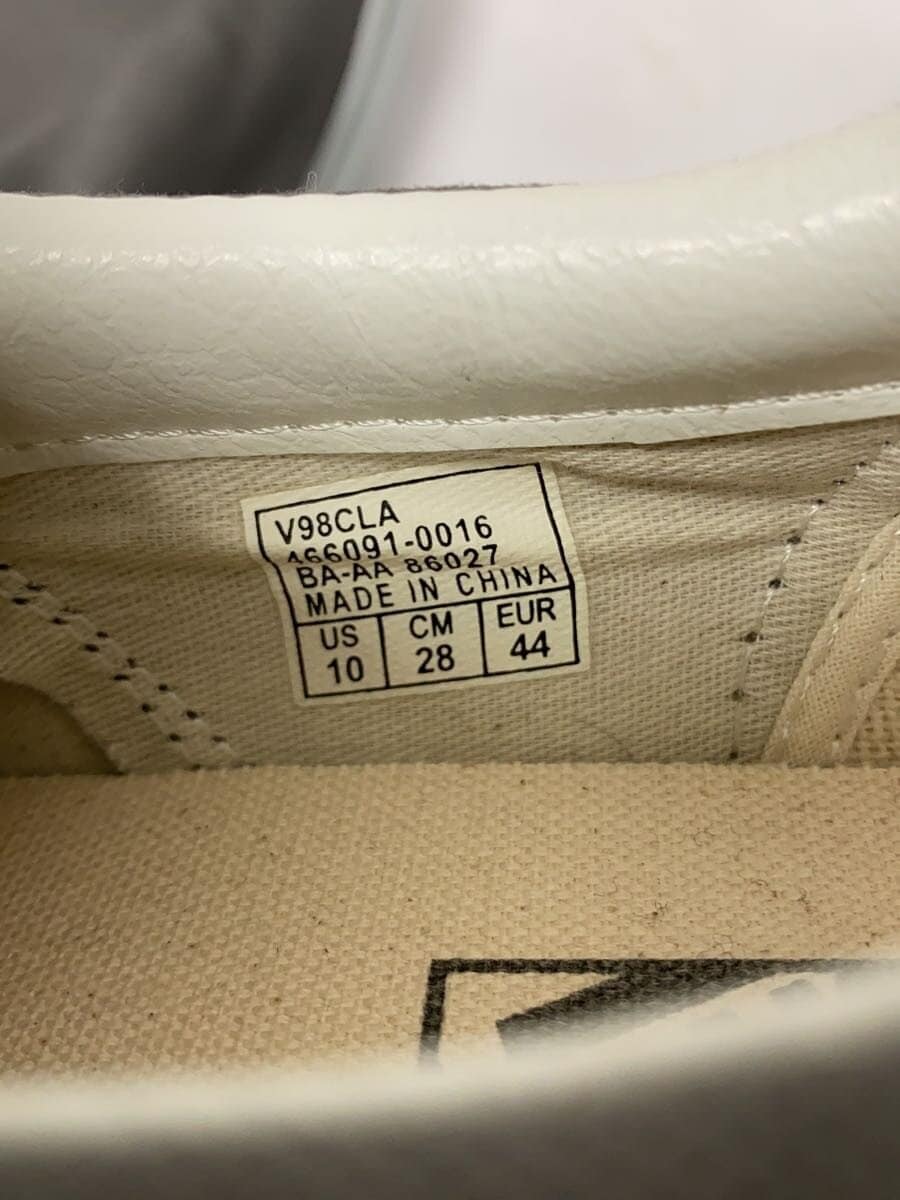 V98CLA
466091-0016
BA-AA 86027
MADE IN CHINA
US CM EUR
10 28 44